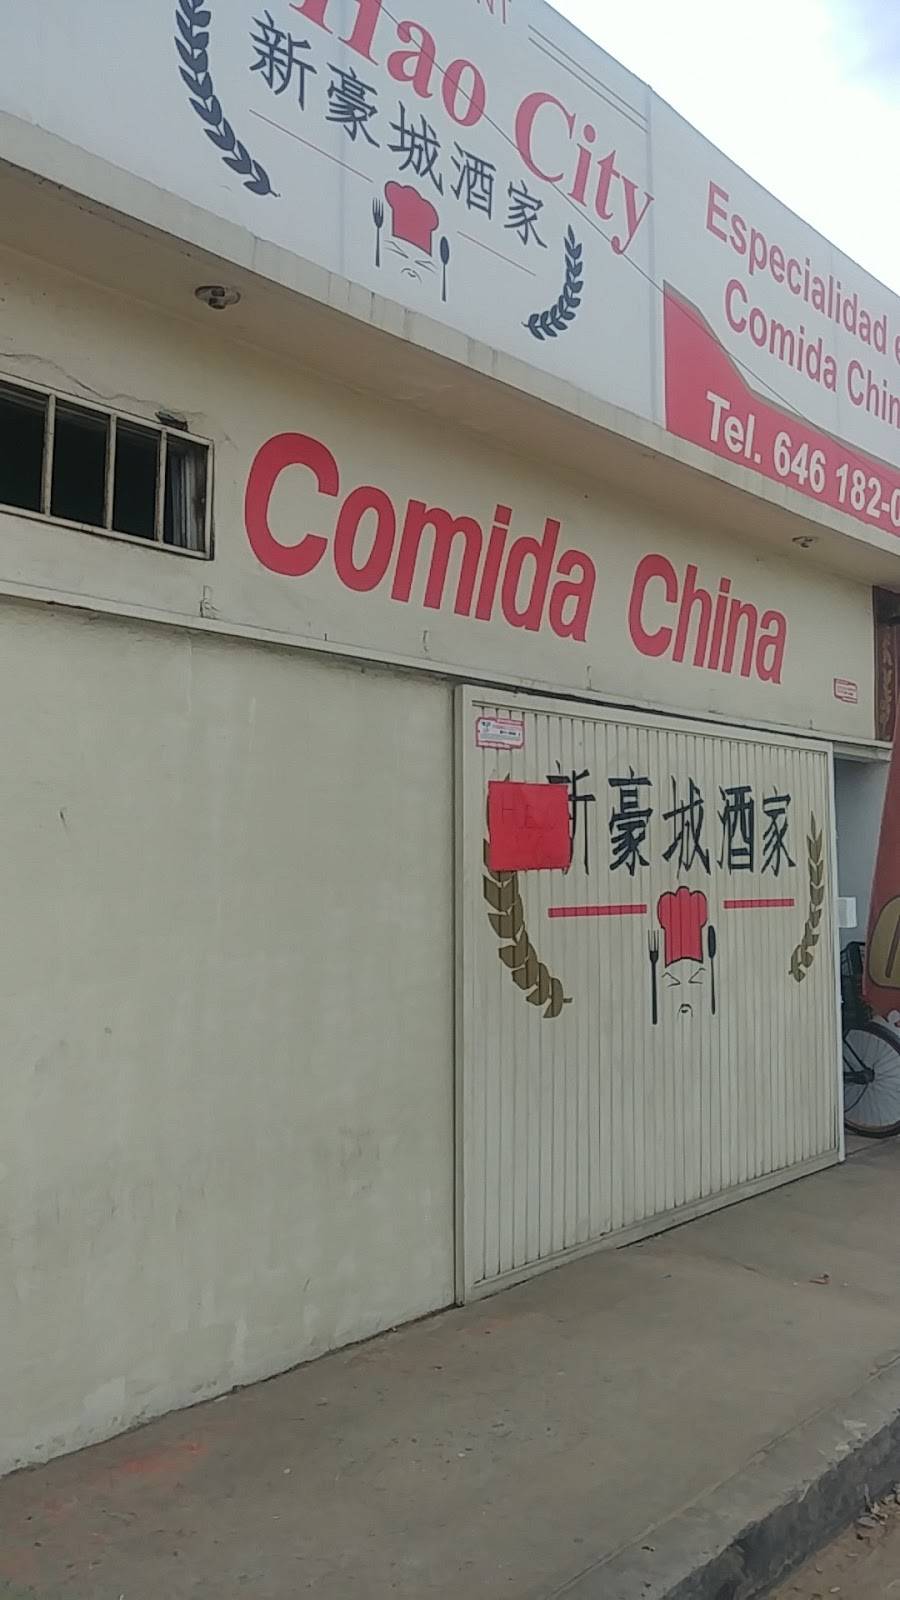 Hao City
新豪城酒家
Especialidad e
Comida Chin
Tel. 646 182-0
Comida China
新豪城酒家